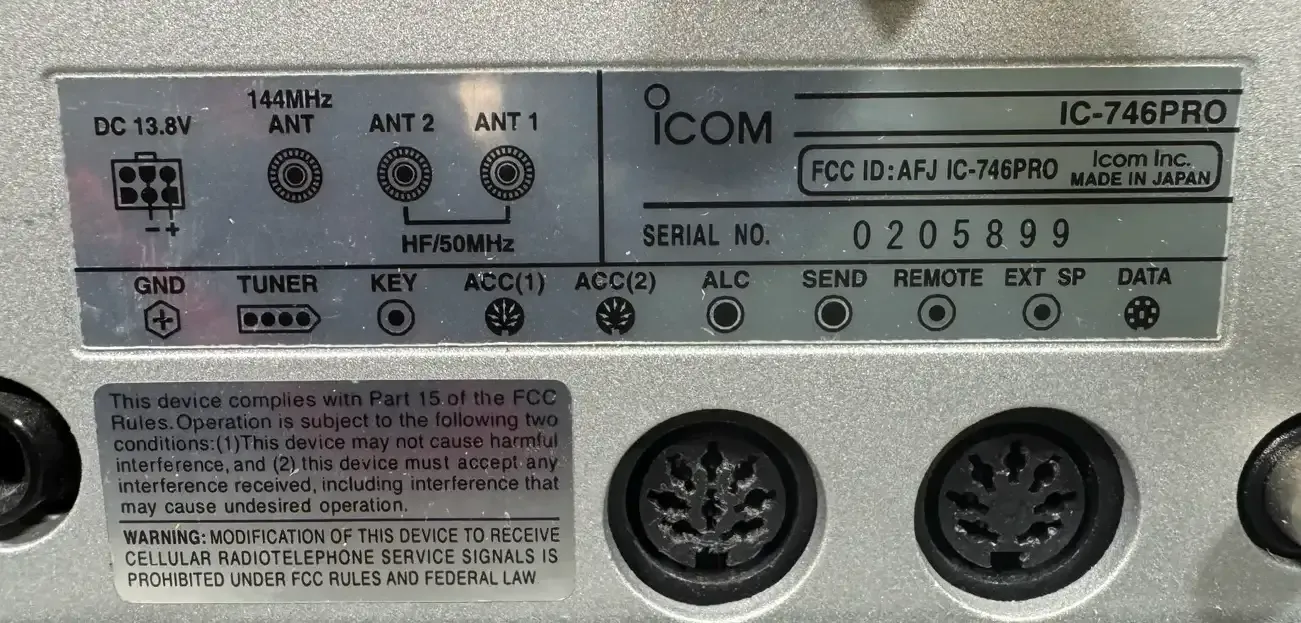 DC 13.8V
144MHz
ANT
ANT 2
ANT 1
HF/50MHz
− +
ICOM
IC-746PRO
FCC ID:AFJ IC-746PRO
Icom Inc.
MADE IN JAPAN
SERIAL NO. 0205899
GND TUNER KEY ACC(1) ACC(2) ALC SEND REMOTE EXT SP DATA
This device complies with Part 15 of the FCC
Rules.Operation is subject to the following two
conditions:(1)This device may not cause harmful
interference, and (2) this device must accept any
interference received, including interference that
may cause undesired operation.
WARNING: MODIFICATION OF THIS DEVICE TO RECEIVE
CELLULAR RADIOTELEPHONE SERVICE SIGNALS IS
PROHIBITED UNDER FCC RULES AND FEDERAL LAW